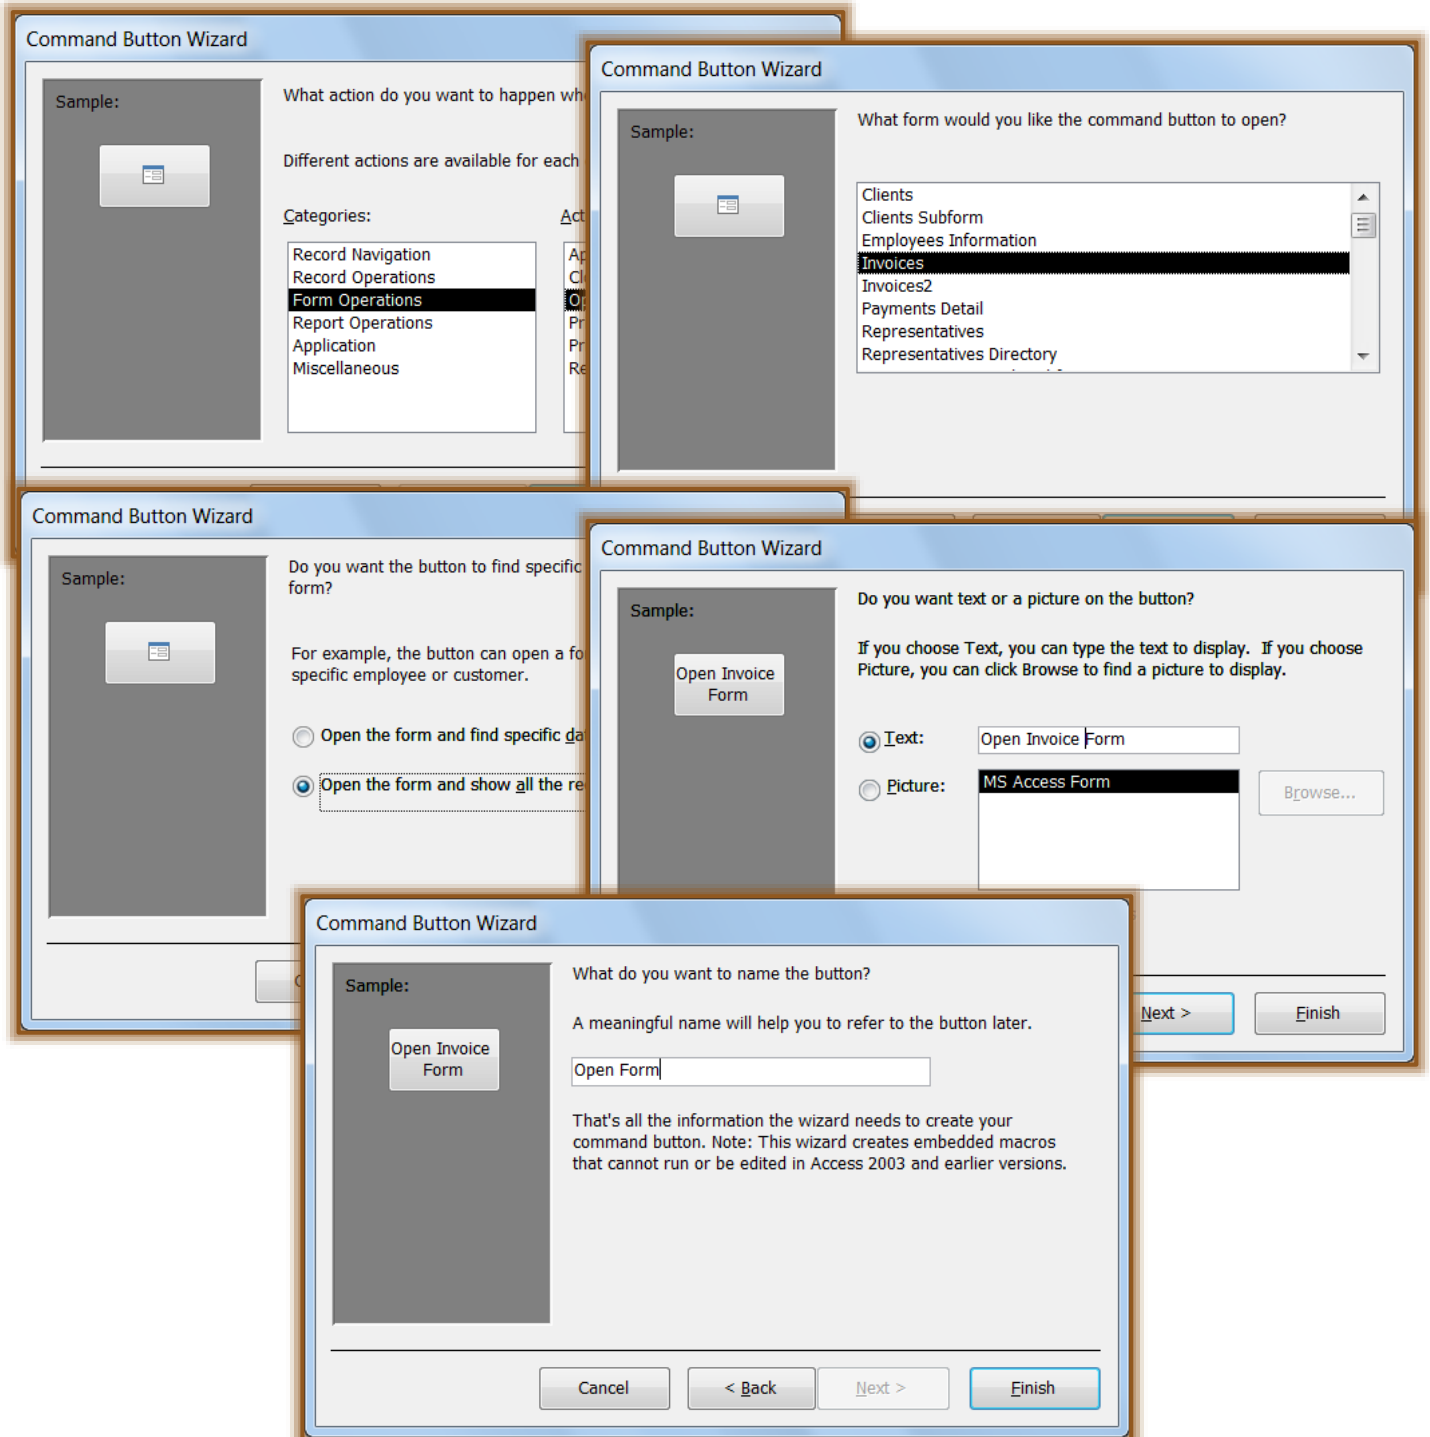 Command Button Wizard
Sample:
What action do you want to happen
Different actions are available for each
Categories:
Record Navigation
Record Operations
Form Operations
Report Operations
Application
Miscellaneous
Command Button Wizard
Sample:
What form would you like the command button to open?
Clients
Clients Subform
Employees Information
Invoices
Invoices2
Payments Detail
Representatives
Representatives Directory
Command Button Wizard
Sample:
Do you want the button to find specific
form?
For example, the button can open a
specific employee or customer.
Open the form and find specific
Open the form and show all the
Command Button Wizard
Sample:
Open Invoice
Form
Do you want text or a picture on the button?
If you choose Text, you can type the text to display.  If you choose
Picture, you can click Browse to find a picture to display.
Text:
Open Invoice Form
Picture:
MS Access Form
Browse...
Next >
Finish
Command Button Wizard
Sample:
Open Invoice
Form
What do you want to name the button?
A meaningful name will help you to refer to the button later.
Open Form
That's all the information the wizard needs to create your
command button. Note: This wizard creates embedded macros
that cannot run or be edited in Access 2003 and earlier versions.
Cancel
< Back
Next >
Finish